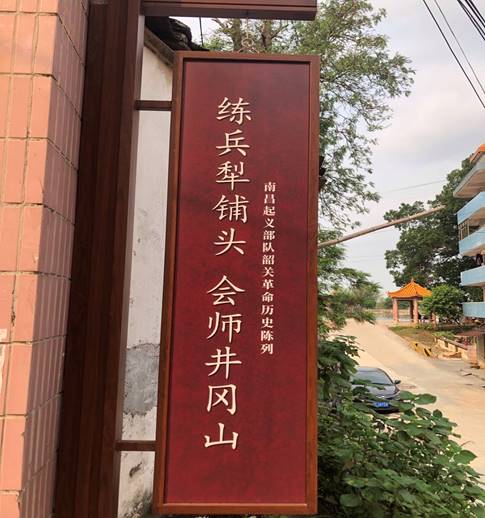 练兵犁铺头 会师井冈山
南昌起义部队韶关革命历史陈列